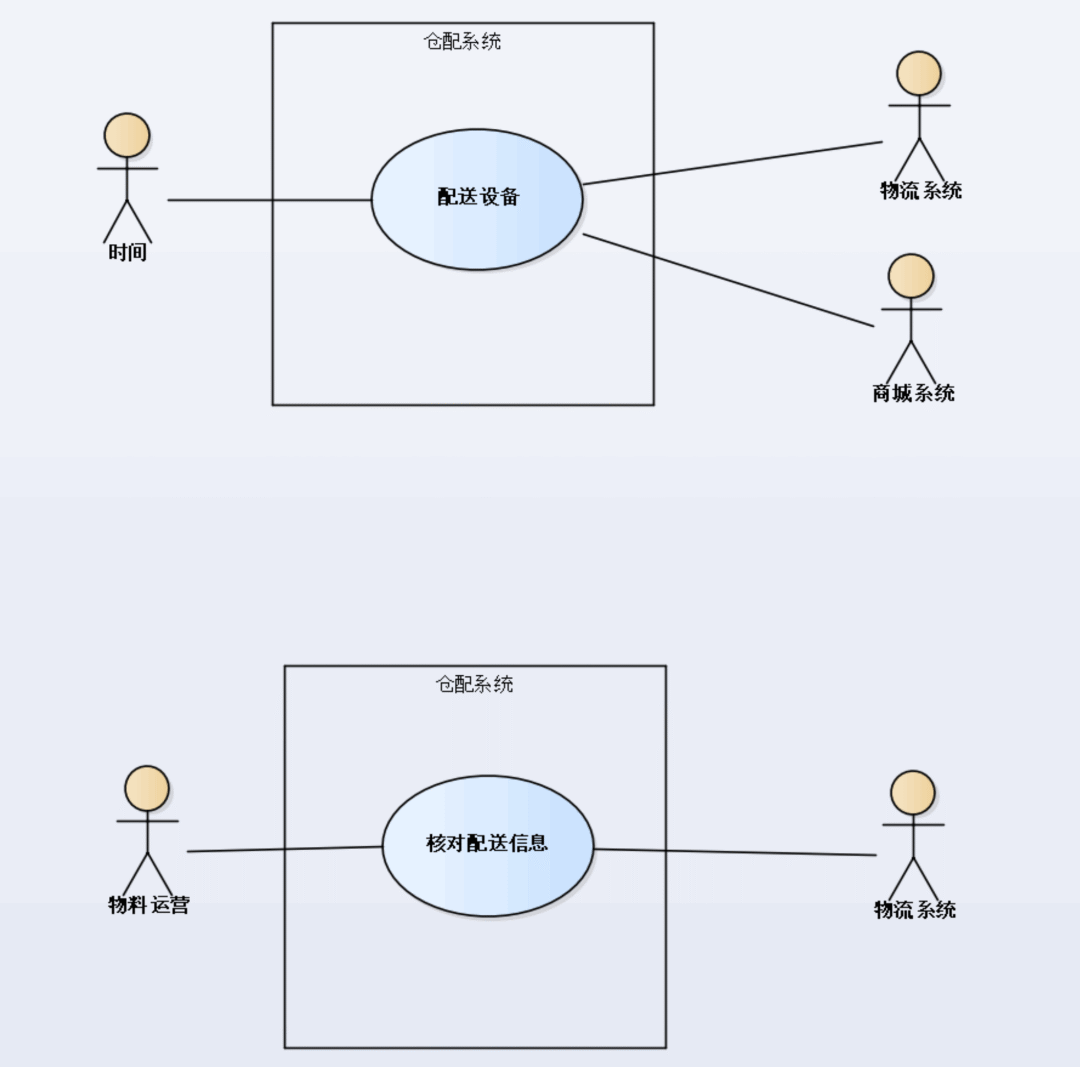 仓配系统
物流系统
配送设备
时间
商城系统
仓配系统
核对配送信息
物料运营
物流系统